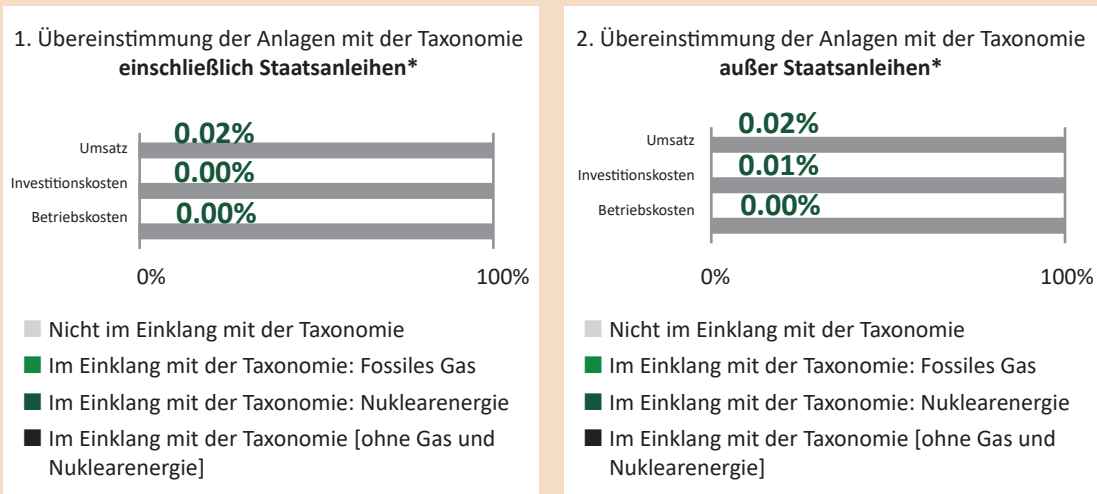 1. Übereinstimmung der Anlagen mit der Taxonomie
einschließlich Staatsanleihen*
Umsatz
0.02%
Investitionskosten
0.00%
Betriebskosten
0.00%
0%
100%
Nicht im Einklang mit der Taxonomie
Im Einklang mit der Taxonomie: Fossiles Gas
Im Einklang mit der Taxonomie: Nuklearenergie
Im Einklang mit der Taxonomie [ohne Gas und
Nuklearenergie]
2. Übereinstimmung der Anlagen mit der Taxonomie
außer Staatsanleihen*
Umsatz
0.02%
Investitionskosten
0.01%
Betriebskosten
0.00%
0%
100%
Nicht im Einklang mit der Taxonomie
Im Einklang mit der Taxonomie: Fossiles Gas
Im Einklang mit der Taxonomie: Nuklearenergie
Im Einklang mit der Taxonomie [ohne Gas und
Nuklearenergie]